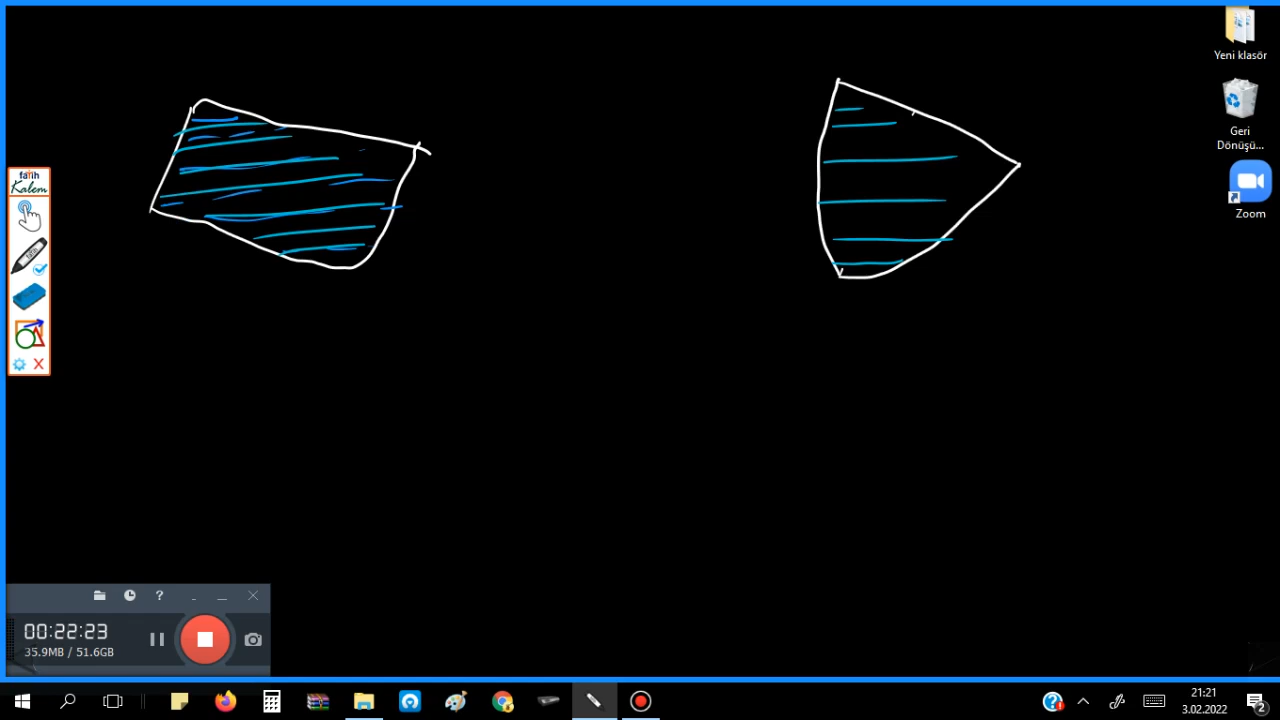 Yeni klasör
Geri
Dönüşü...
Zoom
fatih
Kalem
00:22:23
35.9MB / 51.6GB
21:21
3.02.2022
2